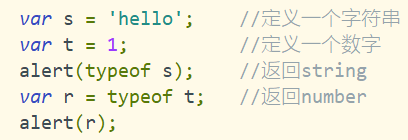 var s = 'hello';    //定义一个字符串
var t = 1;          //定义一个数字
alert(typeof s);    //返回string
var r = typeof t;   //返回number
alert(r);